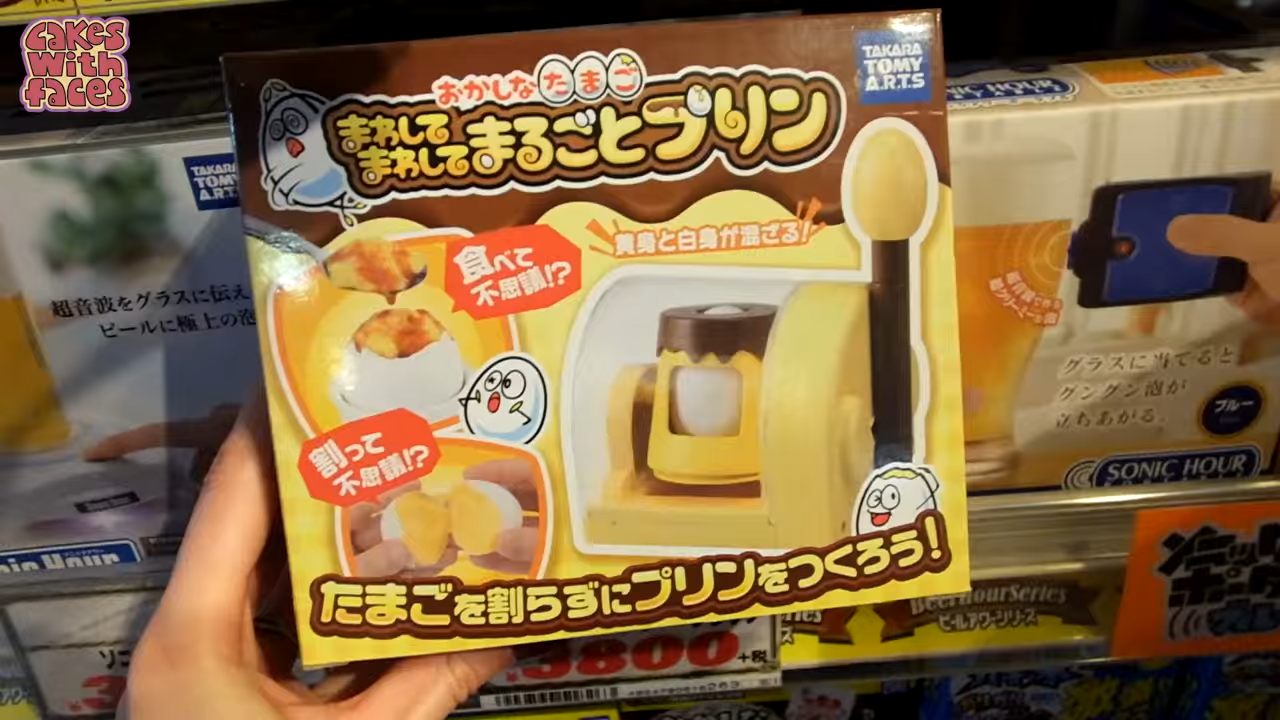 Cakes
With
faces
TAKARA
TOMY
A.R.T.S
おかしなたまご
まわして
まわして
まるごとプリン
食べて
不思議!?
黄身と白身が混ざる!
割って
不思議!?
たまごを割らずにプリンをつくろう!
超音波をグラスに伝え
ビールに極上の泡
グラスに当てると
グングン泡が
立ちあがる。
ブルー
SONIC HOUR
BeerHourSeries
ビールアワーシリーズ
3800
+税